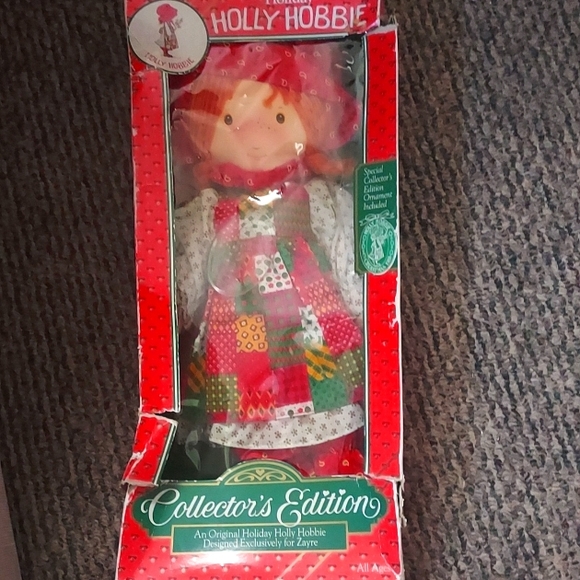 Holiday
HOLLY HOBBIE
HOLLY HOBBIE
Special
Collector's
Edition
Ornament
Included
Collector's Edition
An Original Holiday Holly Hobbie
Designed Exclusively for Zayre
All Ages